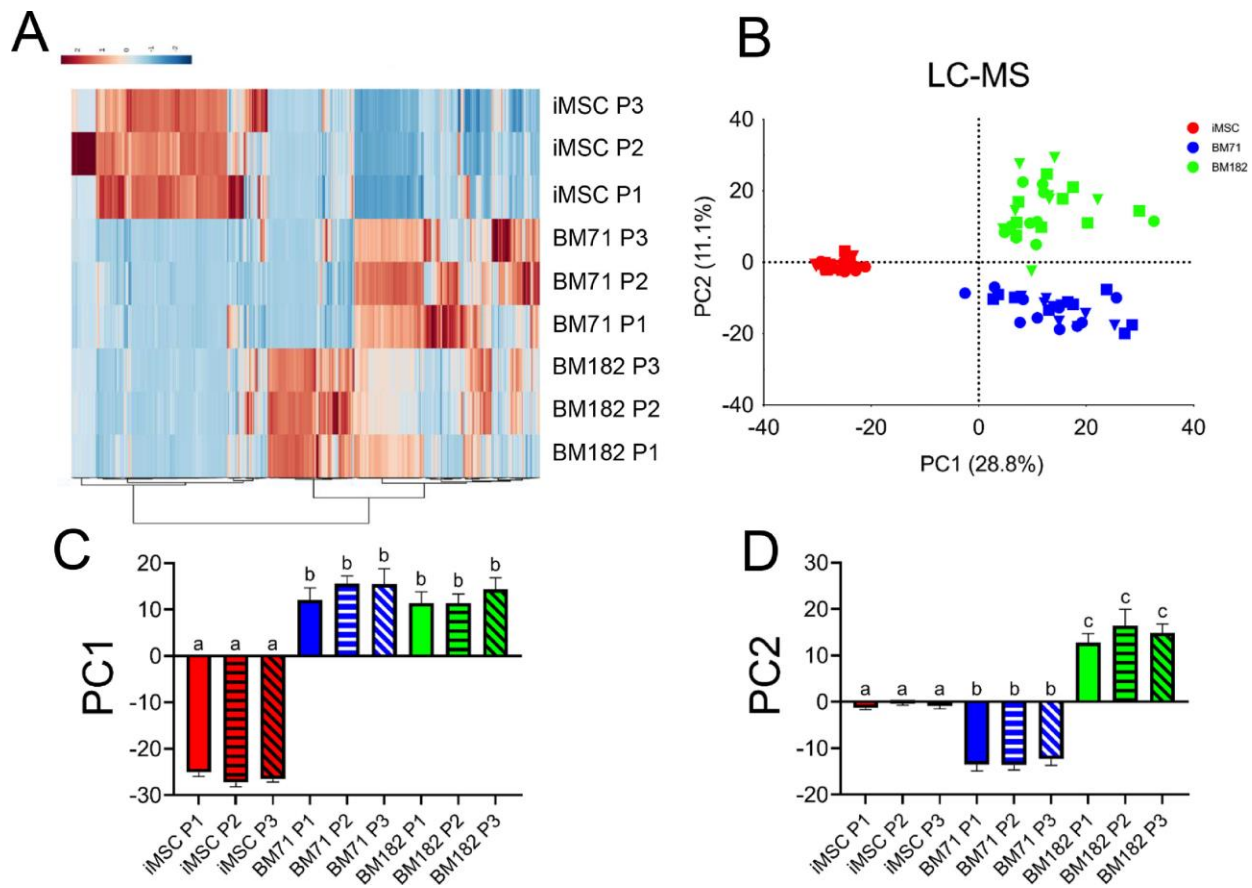 A
iMSC P3
iMSC P2
iMSC P1
BM71 P3
BM71 P2
BM71 P1
BM182 P3
BM182 P2
BM182 P1
B
LC-MS
iMSC
BM71
BM182
40
20
0
-20
-40
PC2 (11.1%)
-40 -20 0 20 40
PC1 (28.8%)
C
PC1
20
10
0
-10
-20
-30
a a a b b b b b b
iMSC P1 iMSC P2 iMSC P3 BM71 P1 BM71 P2 BM71 P3 BM182 P1 BM182 P2 BM182 P3
D
PC2
30
20
10
0
-10
-20
a a a b b b c c c
iMSC P1 iMSC P2 iMSC P3 BM71 P1 BM71 P2 BM71 P3 BM182 P1 BM182 P2 BM182 P3